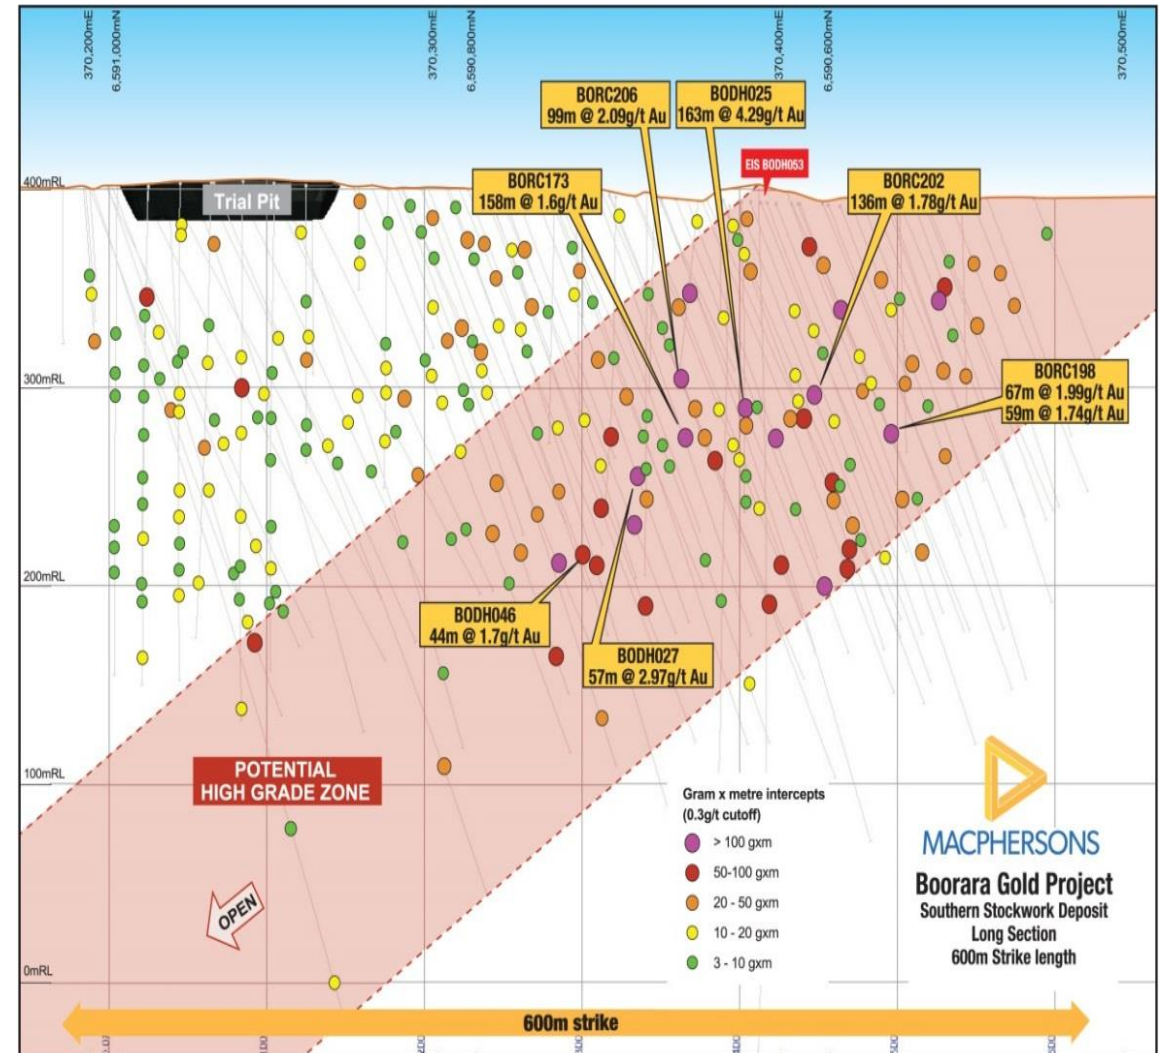 370,200mE
6,591,000mN
370,300mE
6,590,800mN
370,400mE
6,590,600mN
370,500mE
BORC206
99m @ 2.09g/t Au
BODH025
163m @ 4.29g/t Au
EIS BODH053
BORC173
158m @ 1.6g/t Au
BORC202
136m @ 1.78g/t Au
400mRL
Trial Pit
300mRL
BORC198
67m @ 1.99g/t Au
59m @ 1.74g/t Au
200mRL
BODH046
44m @ 1.7g/t Au
BODH027
57m @ 2.97g/t Au
100mRL
POTENTIAL
HIGH GRADE ZONE
OPEN
Gram x metre intercepts
(0.3g/t cutoff)
> 100 gxm
50-100 gxm
20 - 50 gxm
10 - 20 gxm
3 - 10 gxm
MACPHERSONS
Boorara Gold Project
Southern Stockwork Deposit
Long Section
600m Strike length
0mRL
600m strike